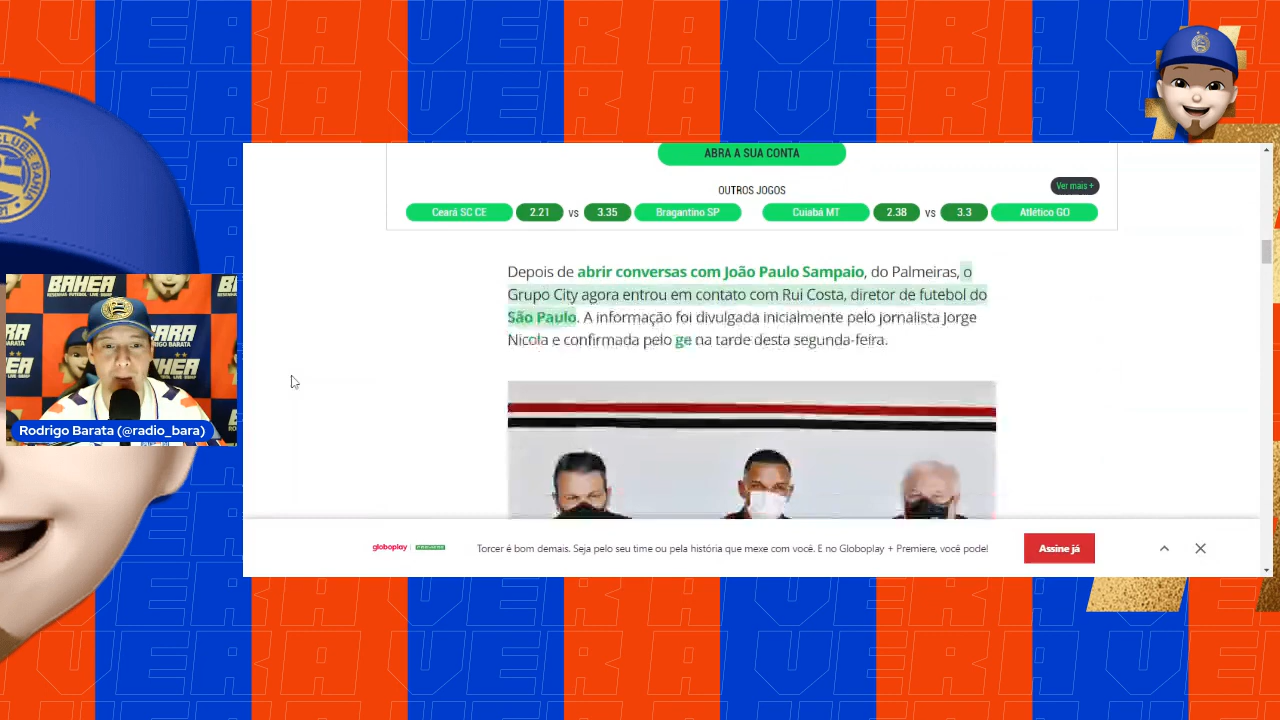 ABRA A SUA CONTA
OUTROS JOGOS
Ver mais +
Ceará SC CE 2.21 vs 3.35 Bragantino SP Cuiabá MT 2.38 vs 3.3 Atlético GO
Depois de abrir conversas com João Paulo Sampaio, do Palmeiras, o
Grupo City agora entrou em contato com Rui Costa, diretor de futebol do
São Paulo. A informação foi divulgada inicialmente pelo jornalista Jorge
Nicola e confirmada pelo ge na tarde desta segunda-feira.
BAHEA
RESENHA FUTEBOL LIVE
Rodrigo Barata (@radio_bara)
globoplay
Torcer é bom demais. Seja pelo seu time ou pela história que mexe com você. E no Globoplay + Premiere, você pode!
Assine já